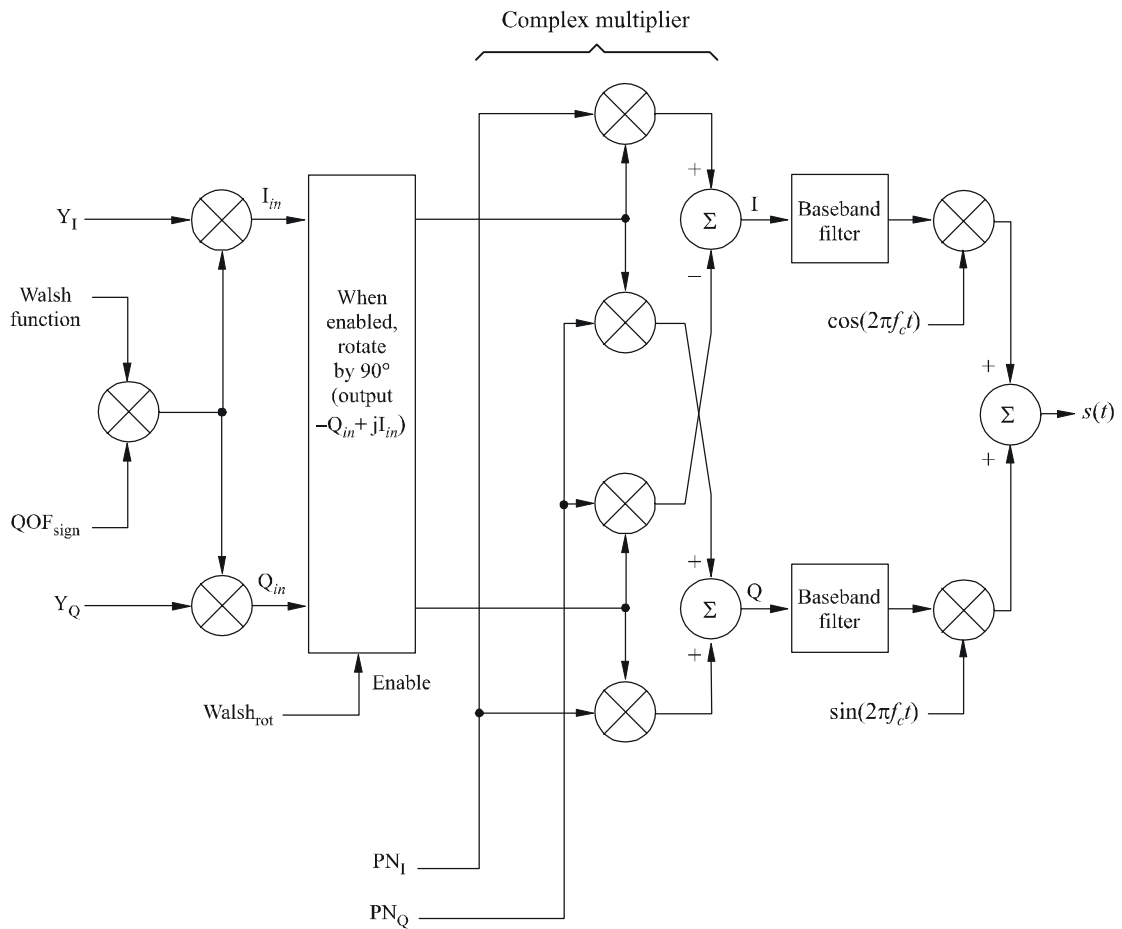 Complex multiplier
Y_I
I_in
Walsh
function
QOF_sign
Y_Q
Q_in
When
enabled,
rotate
by 90°
(output
–Q_in + jI_in)
Enable
Walsh_rot
PN_I
PN_Q
+
Σ
–
I
Baseband
filter
cos(2πf_ct)
+
Σ
+
Q
Baseband
filter
sin(2πf_ct)
+
Σ
+
s(t)